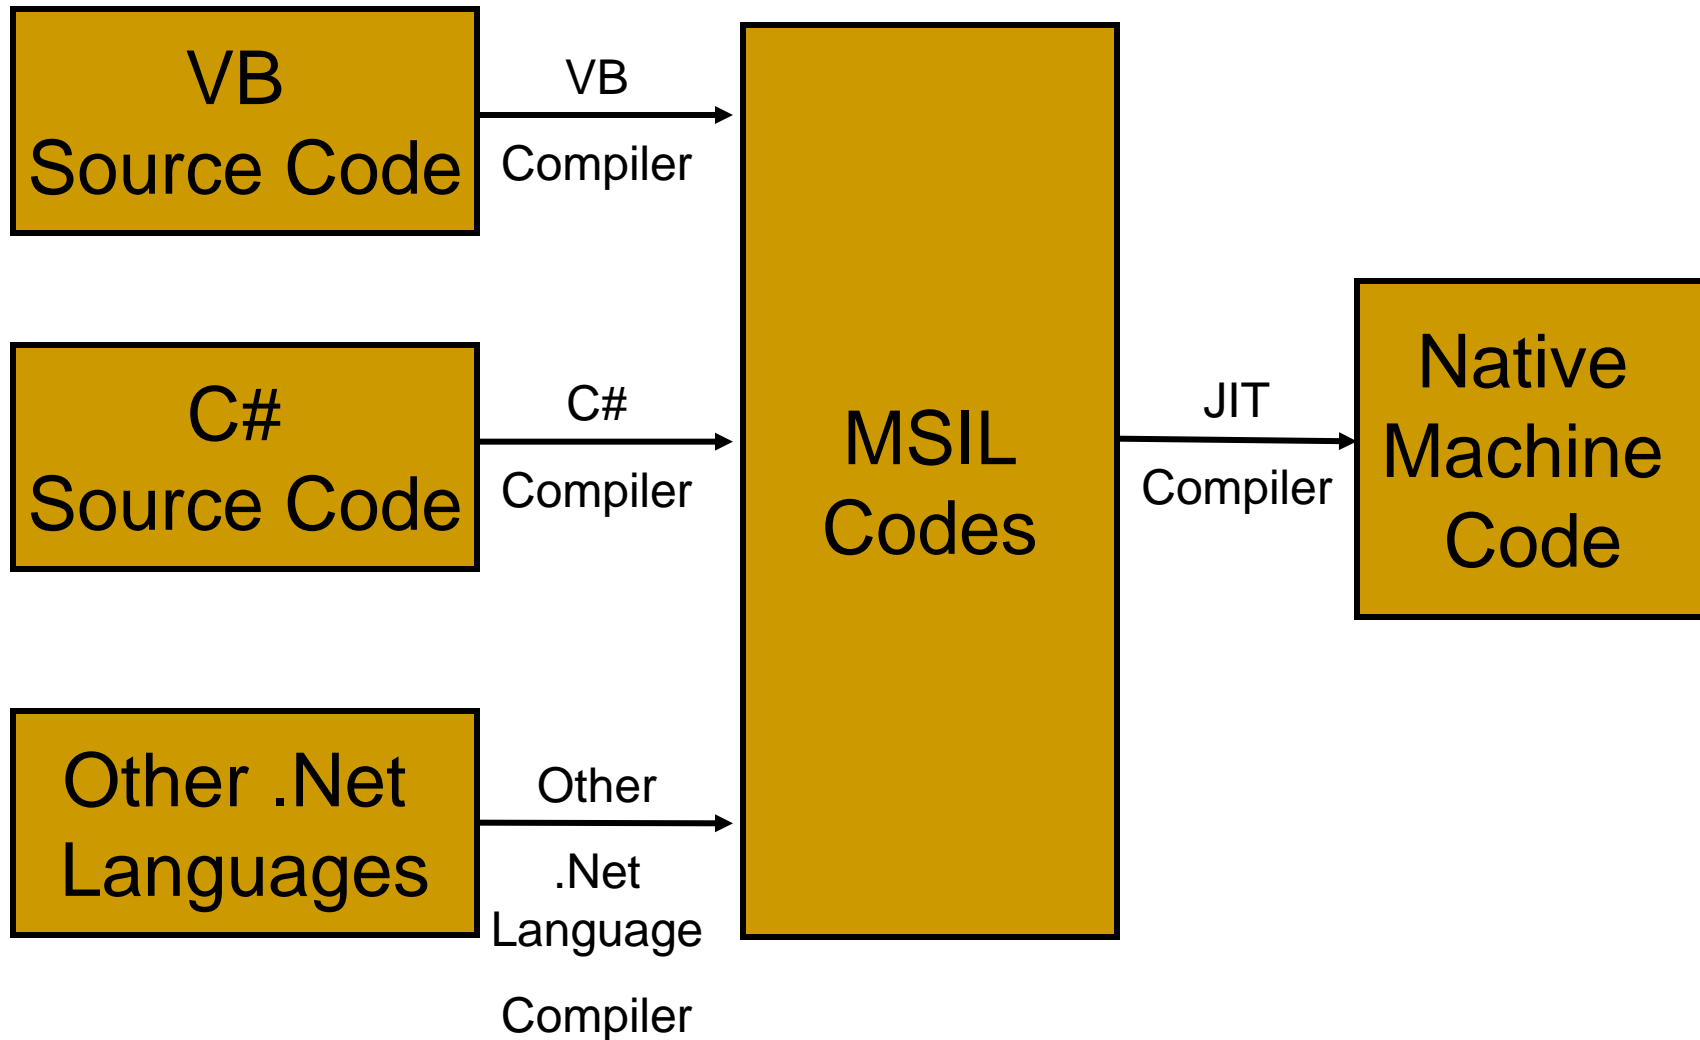 VB
Source Code
VB
Compiler
C#
Source Code
C#
Compiler
Other .Net
Languages
Other
.Net
Language
Compiler
MSIL
Codes
JIT
Compiler
Native
Machine
Code